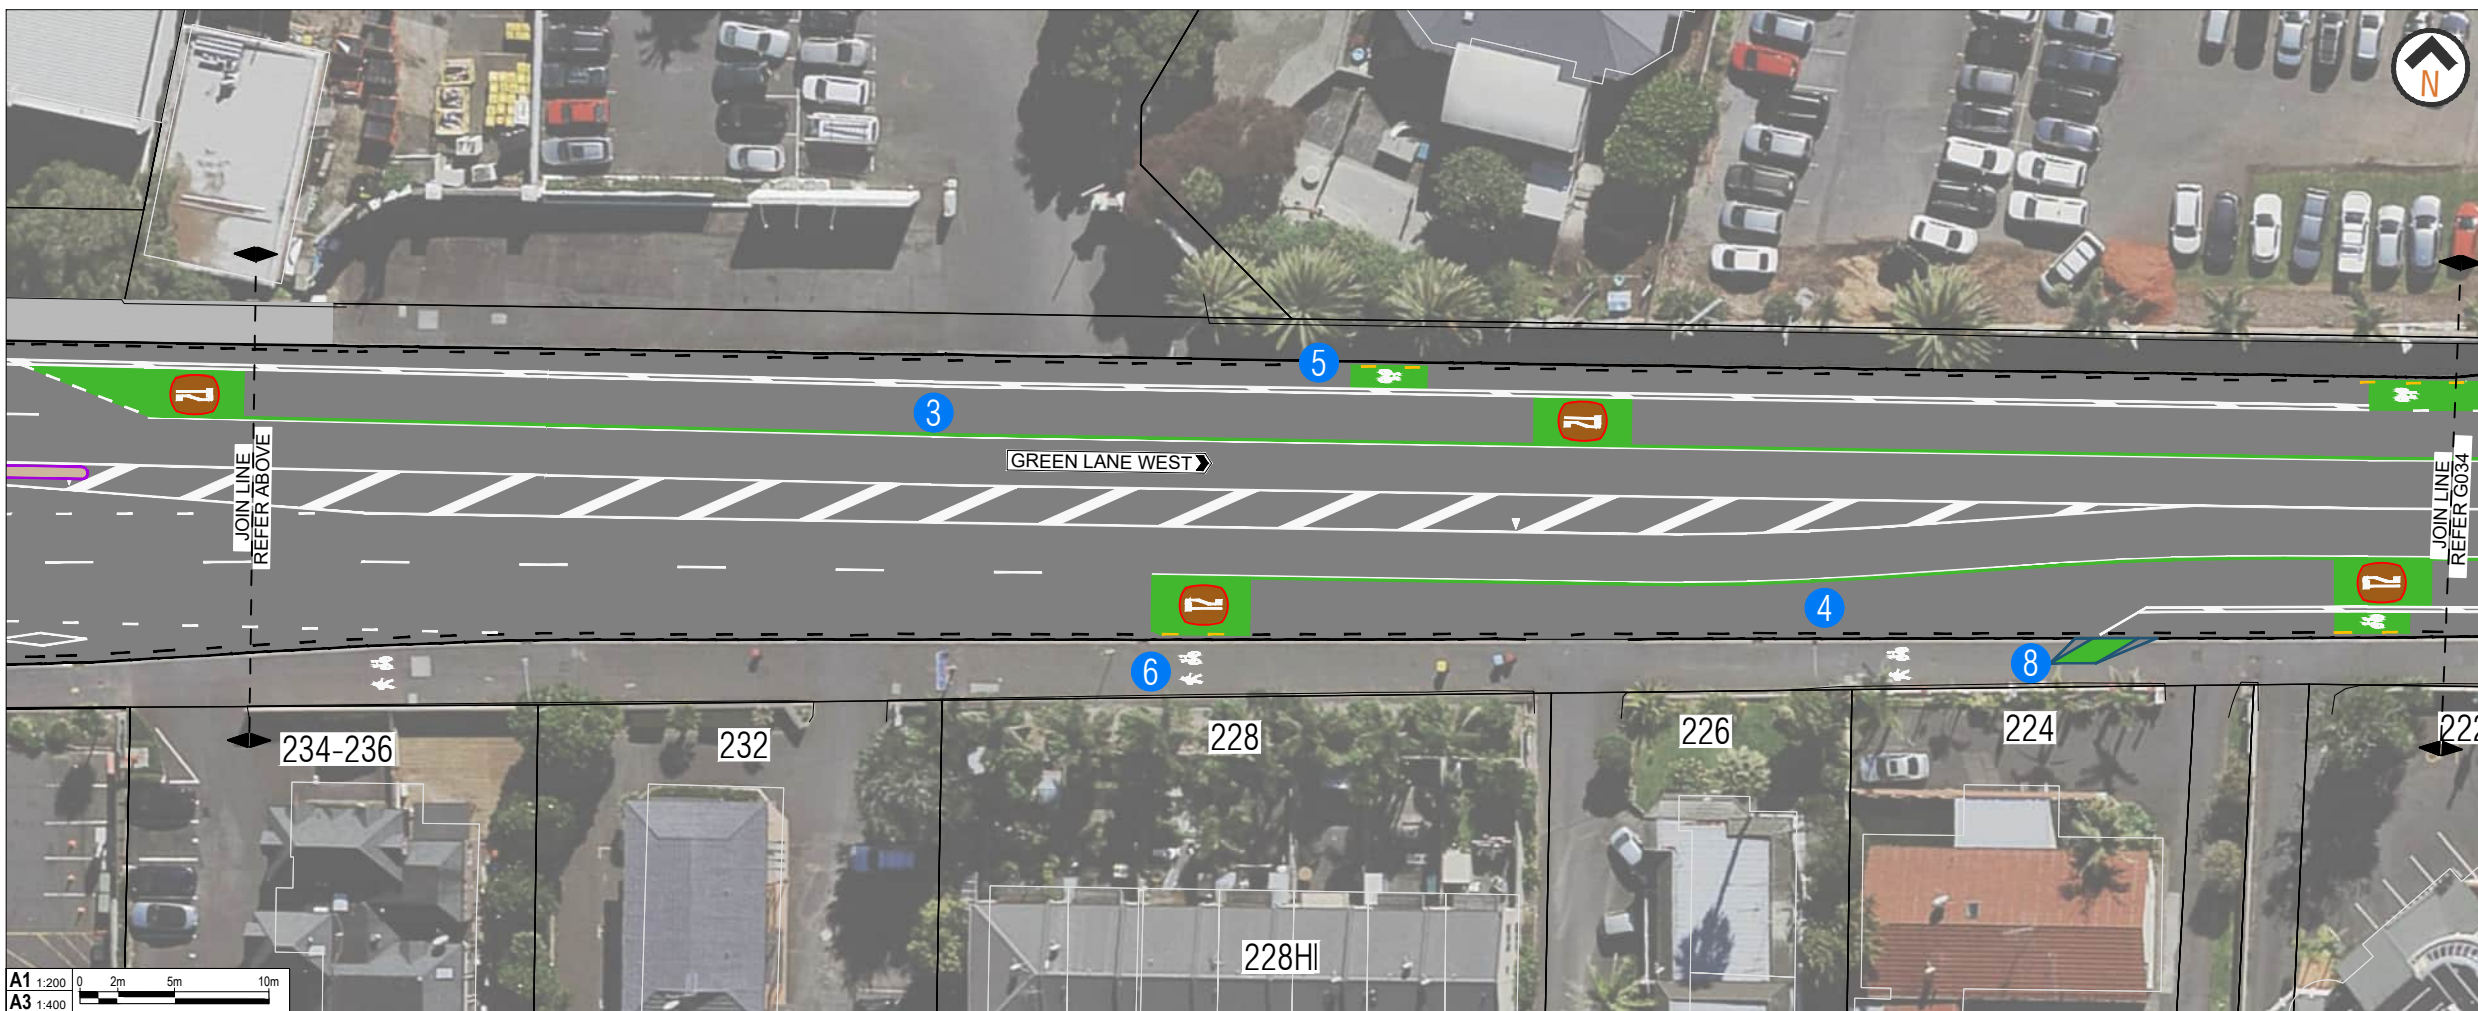 N
5
3
JOIN LINE
REFER ABOVE
GREEN LANE WEST
JOIN LINE
REFER G034
4
6
8
234-236
232
228
226
224
222
228HI
A1 1:200
0 2m 5m 10m
A3 1:400